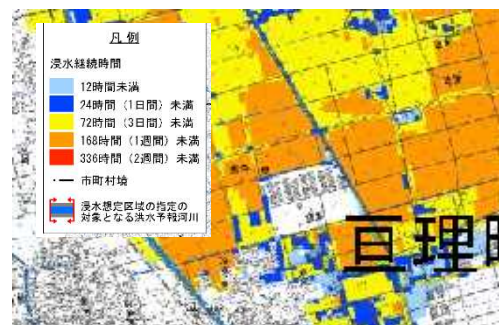 凡 例
浸水継続時間
12時間未満
24時間（1日間）未満
72時間（3日間）未満
168時間（1週間）未満
336時間（2週間）未満
市町村境
浸水想定区域の指定の
対象となる洪水予報河川
亘理